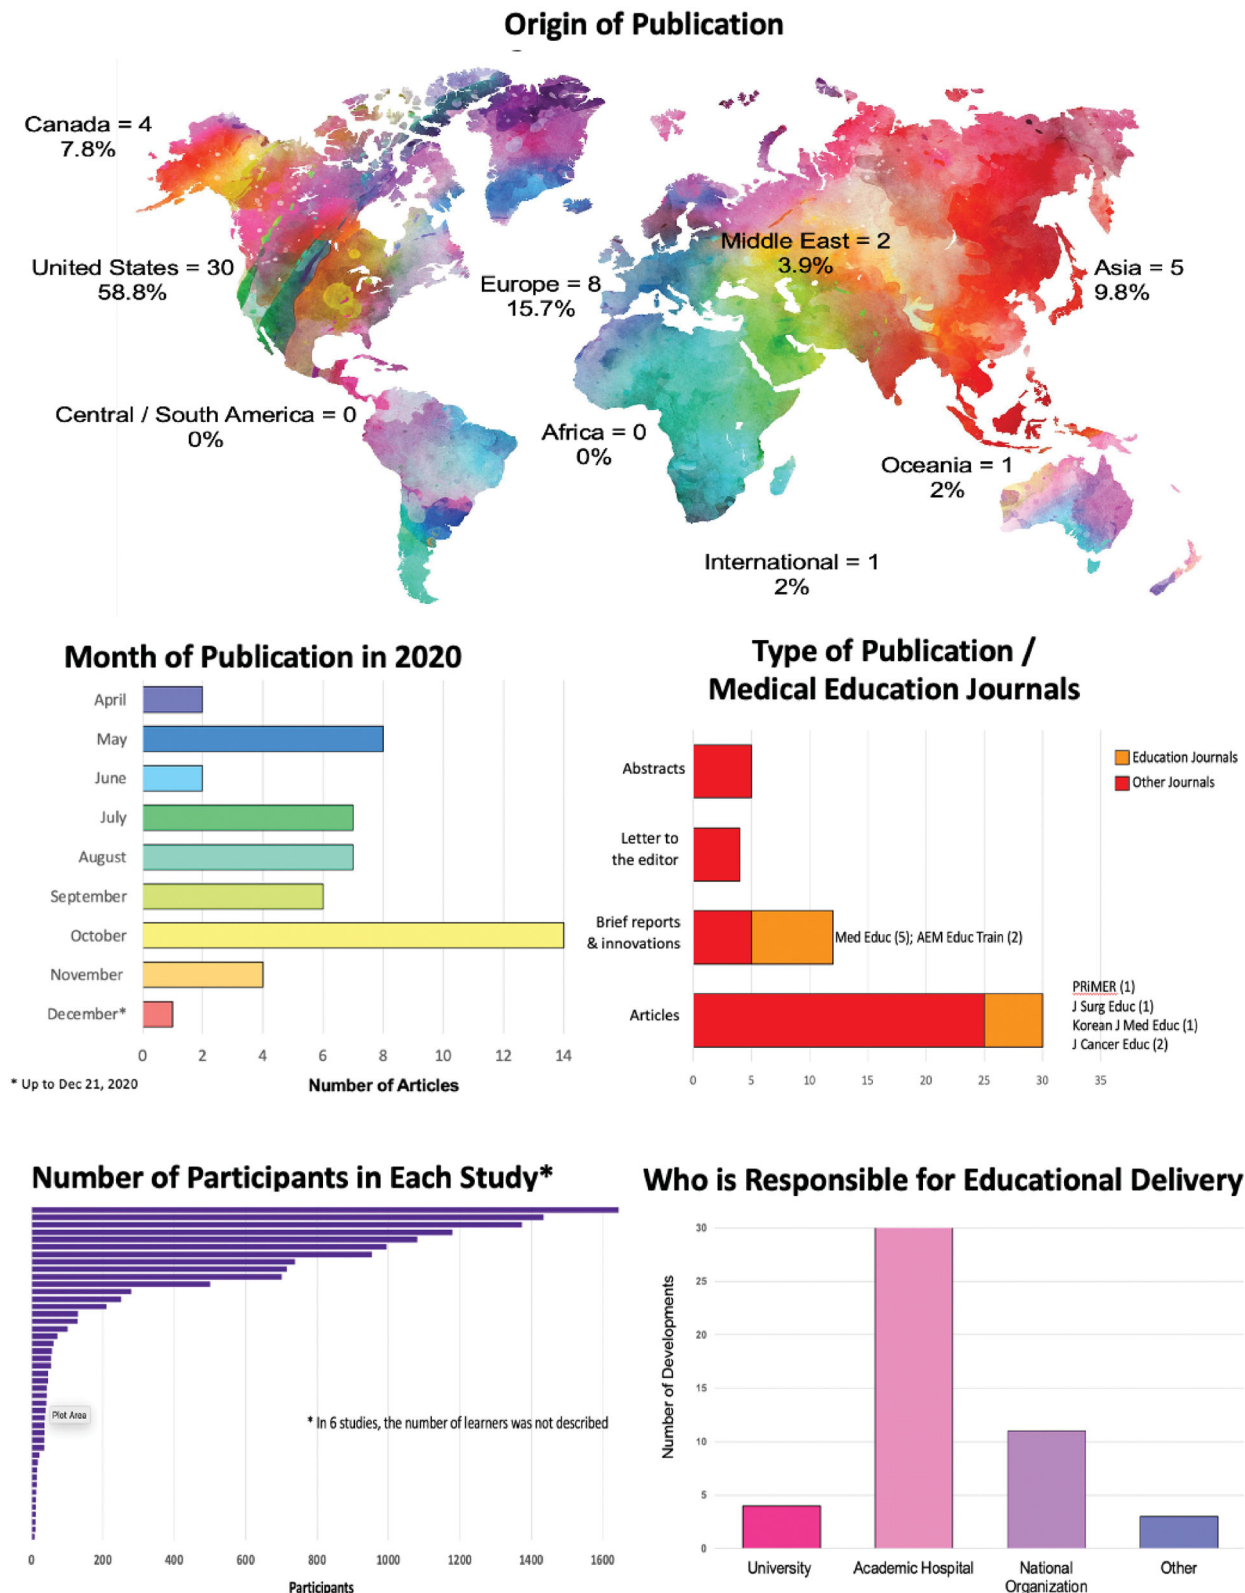 Origin of Publication
Canada = 4
7.8%
United States = 30
58.8%
Europe = 8
15.7%
Middle East = 2
3.9%
Asia = 5
9.8%
Central / South America = 0
0%
Africa = 0
0%
Oceania = 1
2%
International = 1
2%
Month of Publication in 2020
April
May
June
July
August
September
October
November
December*
0 2 4 6 8 10 12 14
* Up to Dec 21, 2020
Number of Articles
Type of Publication /
Medical Education Journals
Education Journals
Other Journals
Abstracts
Letter to
the editor
Brief reports
& innovations
Med Educ (5); AEM Educ Train (2)
Articles
PRiMER (1)
J Surg Educ (1)
Korean J Med Educ (1)
J Cancer Educ (2)
0 5 10 15 20 25 30 35
Number of Participants in Each Study*
Plot Area
* In 6 studies, the number of learners was not described
0 200 400 600 800 1000 1200 1400 1600
Participants
Who is Responsible for Educational Delivery
Number of Developments
30
25
20
15
10
5
0
University
Academic Hospital
National
Organization
Other